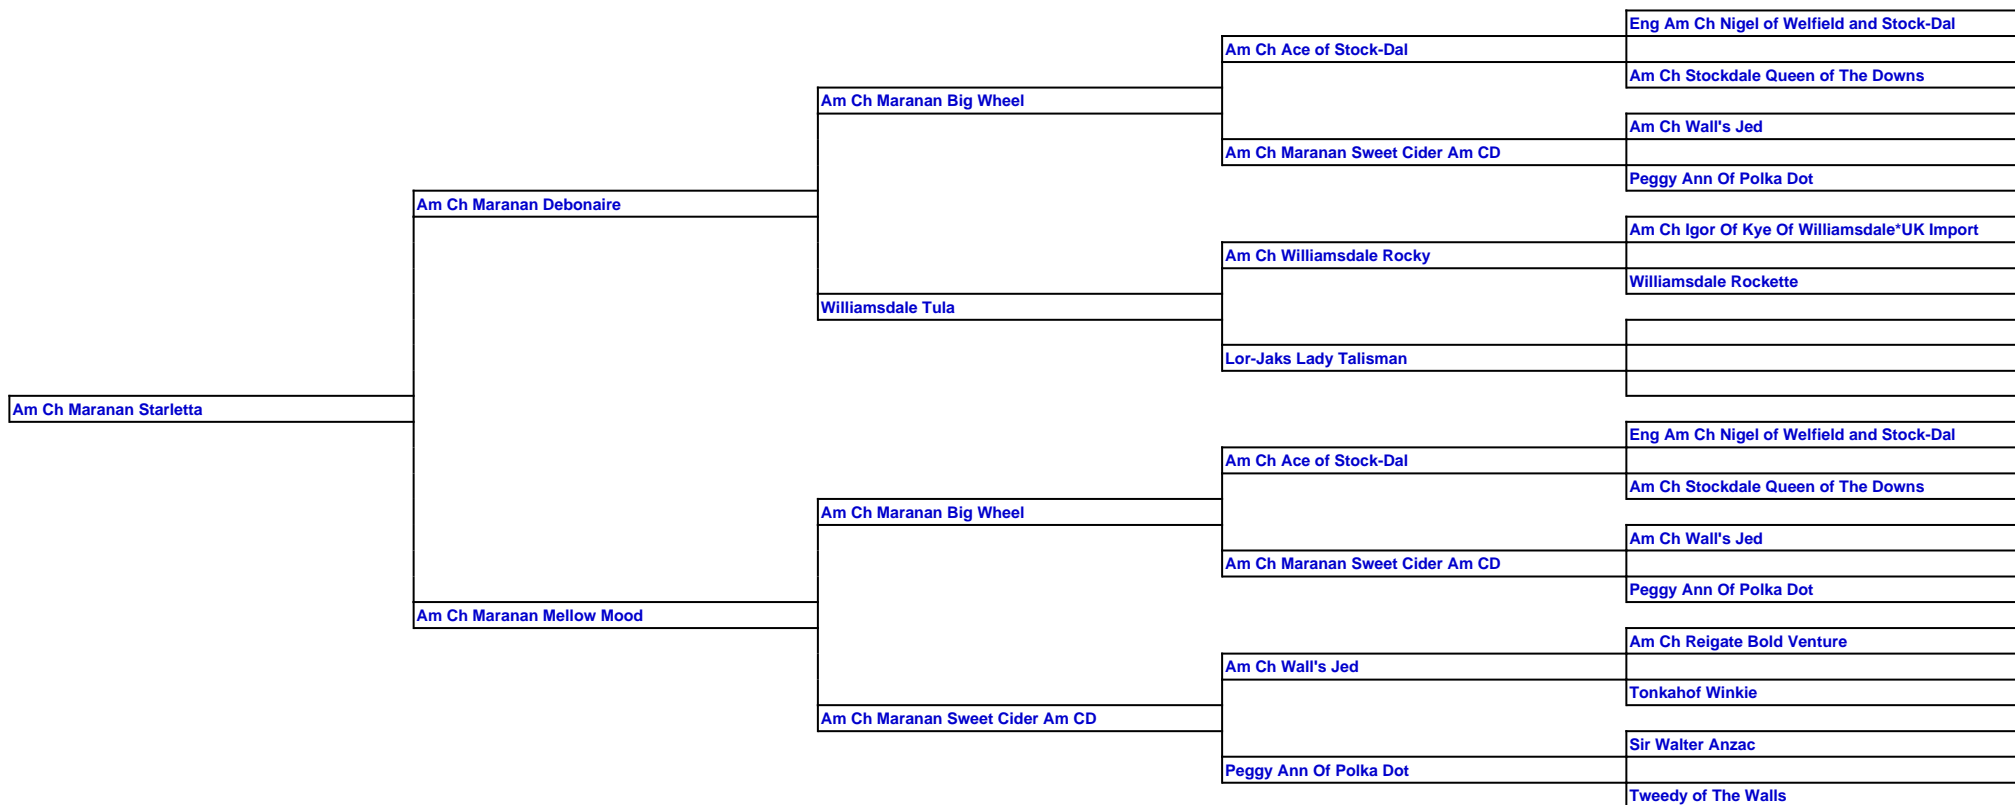 Eng Am Ch Nigel of Welfield and Stock-Dal
Am Ch Ace of Stock-Dal
Am Ch Stockdale Queen of The Downs
Am Ch Maranan Big Wheel
Am Ch Wall's Jed
Am Ch Maranan Sweet Cider Am CD
Peggy Ann Of Polka Dot
Am Ch Maranan Debonaire
Am Ch Igor Of Kye Of Williamsdale*UK Import
Am Ch Williamsdale Rocky
Williamsdale Rockette
Williamsdale Tula
Lor-Jaks Lady Talisman
Am Ch Maranan Starletta
Eng Am Ch Nigel of Welfield and Stock-Dal
Am Ch Ace of Stock-Dal
Am Ch Stockdale Queen of The Downs
Am Ch Maranan Big Wheel
Am Ch Wall's Jed
Am Ch Maranan Sweet Cider Am CD
Peggy Ann Of Polka Dot
Am Ch Maranan Mellow Mood
Am Ch Reigate Bold Venture
Am Ch Wall's Jed
Tonkahof Winkie
Am Ch Maranan Sweet Cider Am CD
Sir Walter Anzac
Peggy Ann Of Polka Dot
Tweedy of The Walls